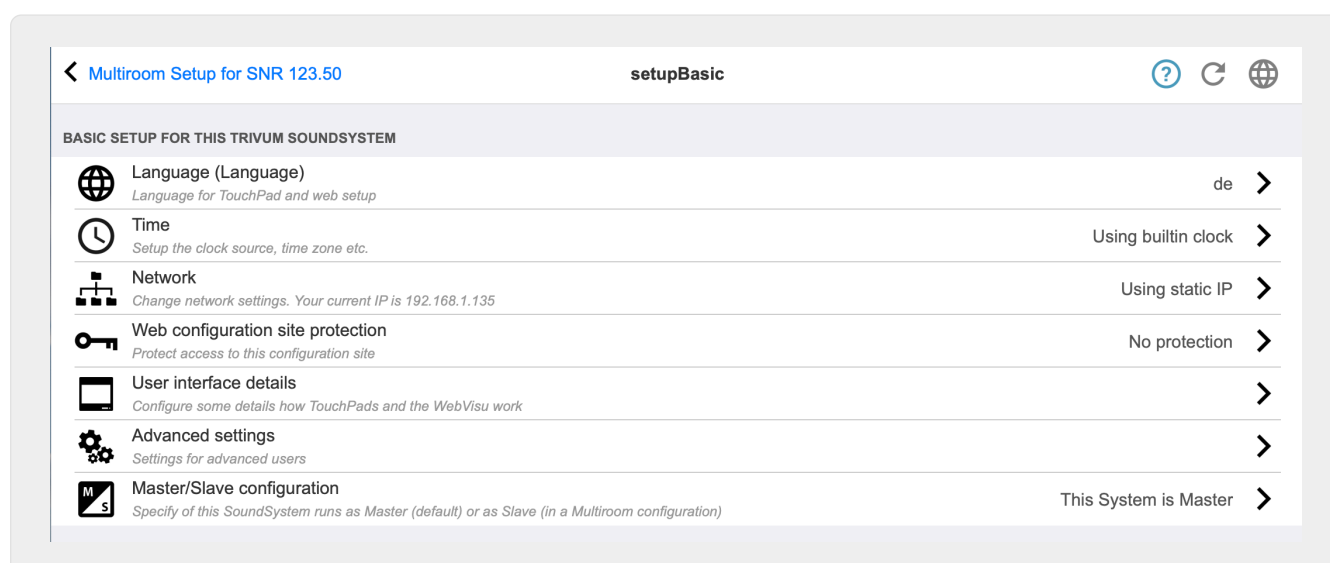 Multiroom Setup for SNR 123.50
setupBasic
?
BASIC SETUP FOR THIS TRIVUM SOUNDSYSTEM
Language (Language)
Language for TouchPad and web setup
de
Time
Setup the clock source, time zone etc.
Using builtin clock
Network
Change network settings. Your current IP is 192.168.1.135
Using static IP
Web configuration site protection
Protect access to this configuration site
No protection
User interface details
Configure some details how TouchPads and the WebVisu work
Advanced settings
Settings for advanced users
M
S
Master/Slave configuration
Specify of this SoundSystem runs as Master (default) or as Slave (in a Multiroom configuration)
This System is Master